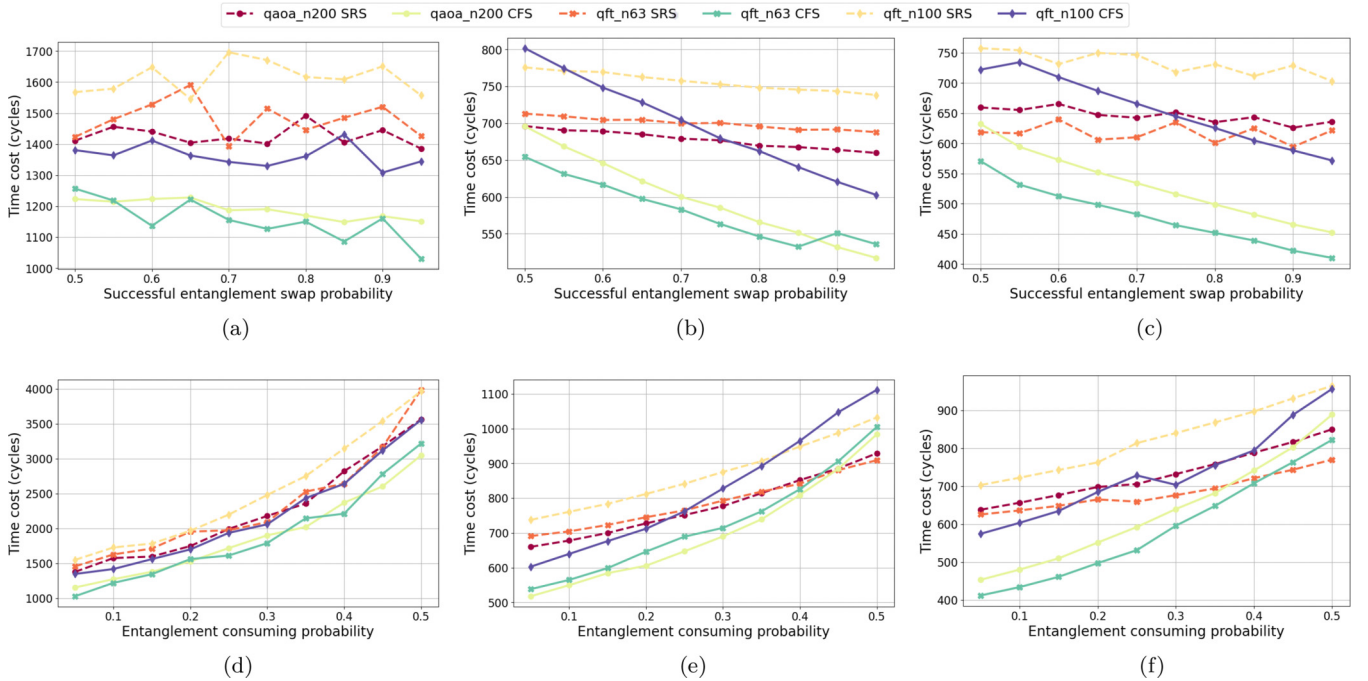 qaoa_n200 SRS qaoa_n200 CFS qft_n63 SRS qft_n63 CFS qft_n100 SRS qft_n100 CFS
Time cost (cycles)
1700
1600
1500
1400
1300
1200
1100
1000
0.5 0.6 0.7 0.8 0.9
Successful entanglement swap probability
(a)
Time cost (cycles)
800
750
700
650
600
550
0.5 0.6 0.7 0.8 0.9
Successful entanglement swap probability
(b)
Time cost (cycles)
750
700
650
600
550
500
450
400
0.5 0.6 0.7 0.8 0.9
Successful entanglement swap probability
(c)
Time cost (cycles)
4000
3500
3000
2500
2000
1500
1000
0.1 0.2 0.3 0.4 0.5
Entanglement consuming probability
(d)
Time cost (cycles)
1100
1000
900
800
700
600
500
0.1 0.2 0.3 0.4 0.5
Entanglement consuming probability
(e)
Time cost (cycles)
900
800
700
600
500
400
0.1 0.2 0.3 0.4 0.5
Entanglement consuming probability
(f)